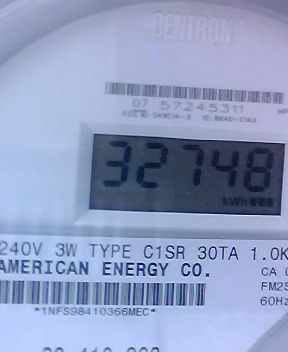 CENTRON®
07 57245311
32748
kWh
240V 3W TYPE C1SR 30TA 1.0K
AMERICAN ENERGY CO.
CA 0
FM2S
60Hz
*1NFS98410366MEC*